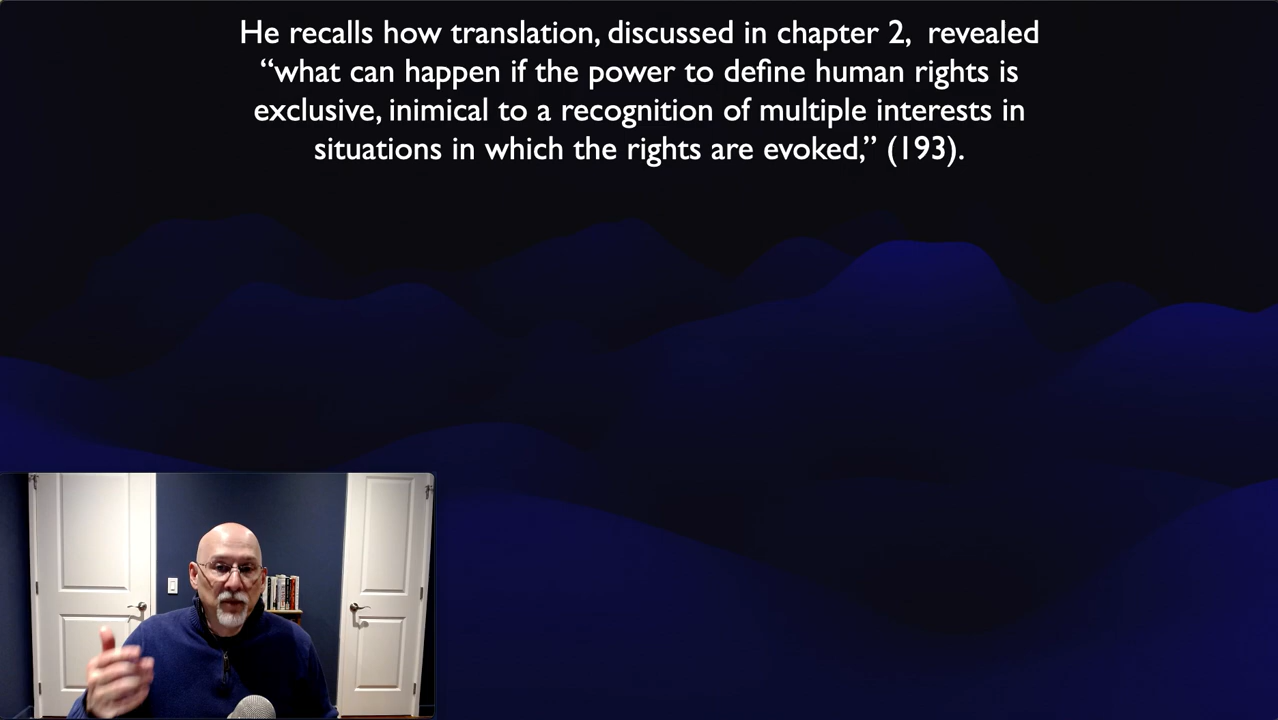 He recalls how translation, discussed in chapter 2,  revealed
“what can happen if the power to define human rights is
exclusive, inimical to a recognition of multiple interests in
situations in which the rights are evoked,” (193).